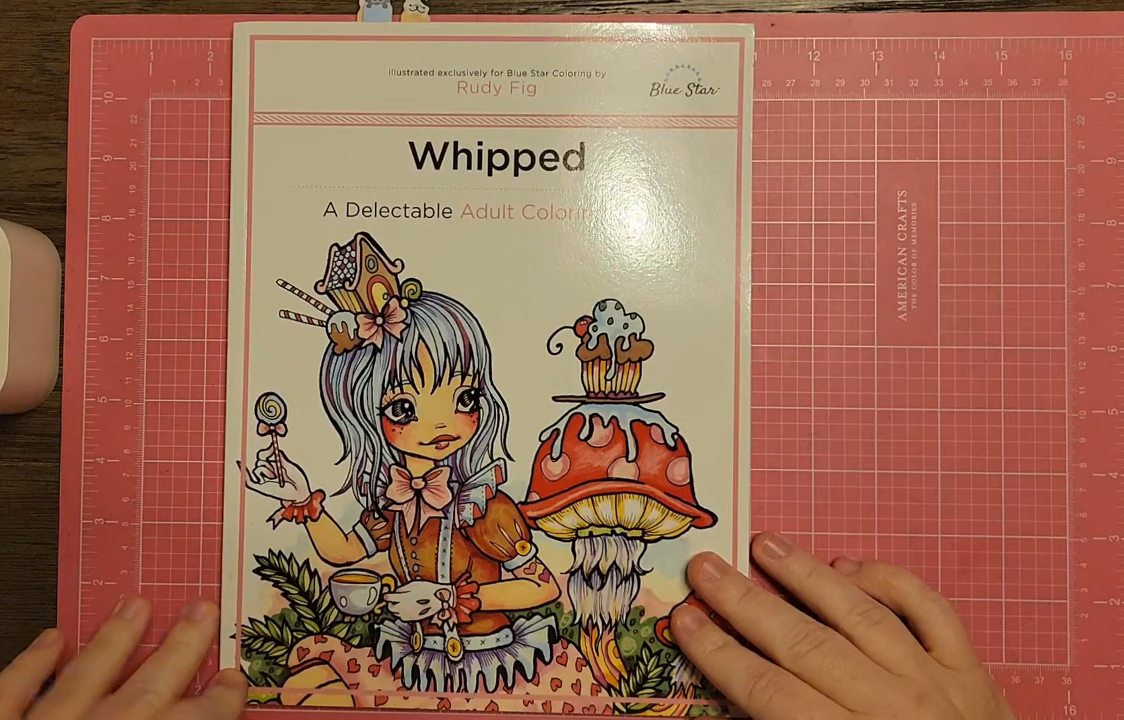 Illustrated exclusively for Blue Star Coloring by
Rudy Fig
Blue Star
Whipped
A Delectable Adult
AMERICAN CRAFTS
THE COLOR OF MEMORIES